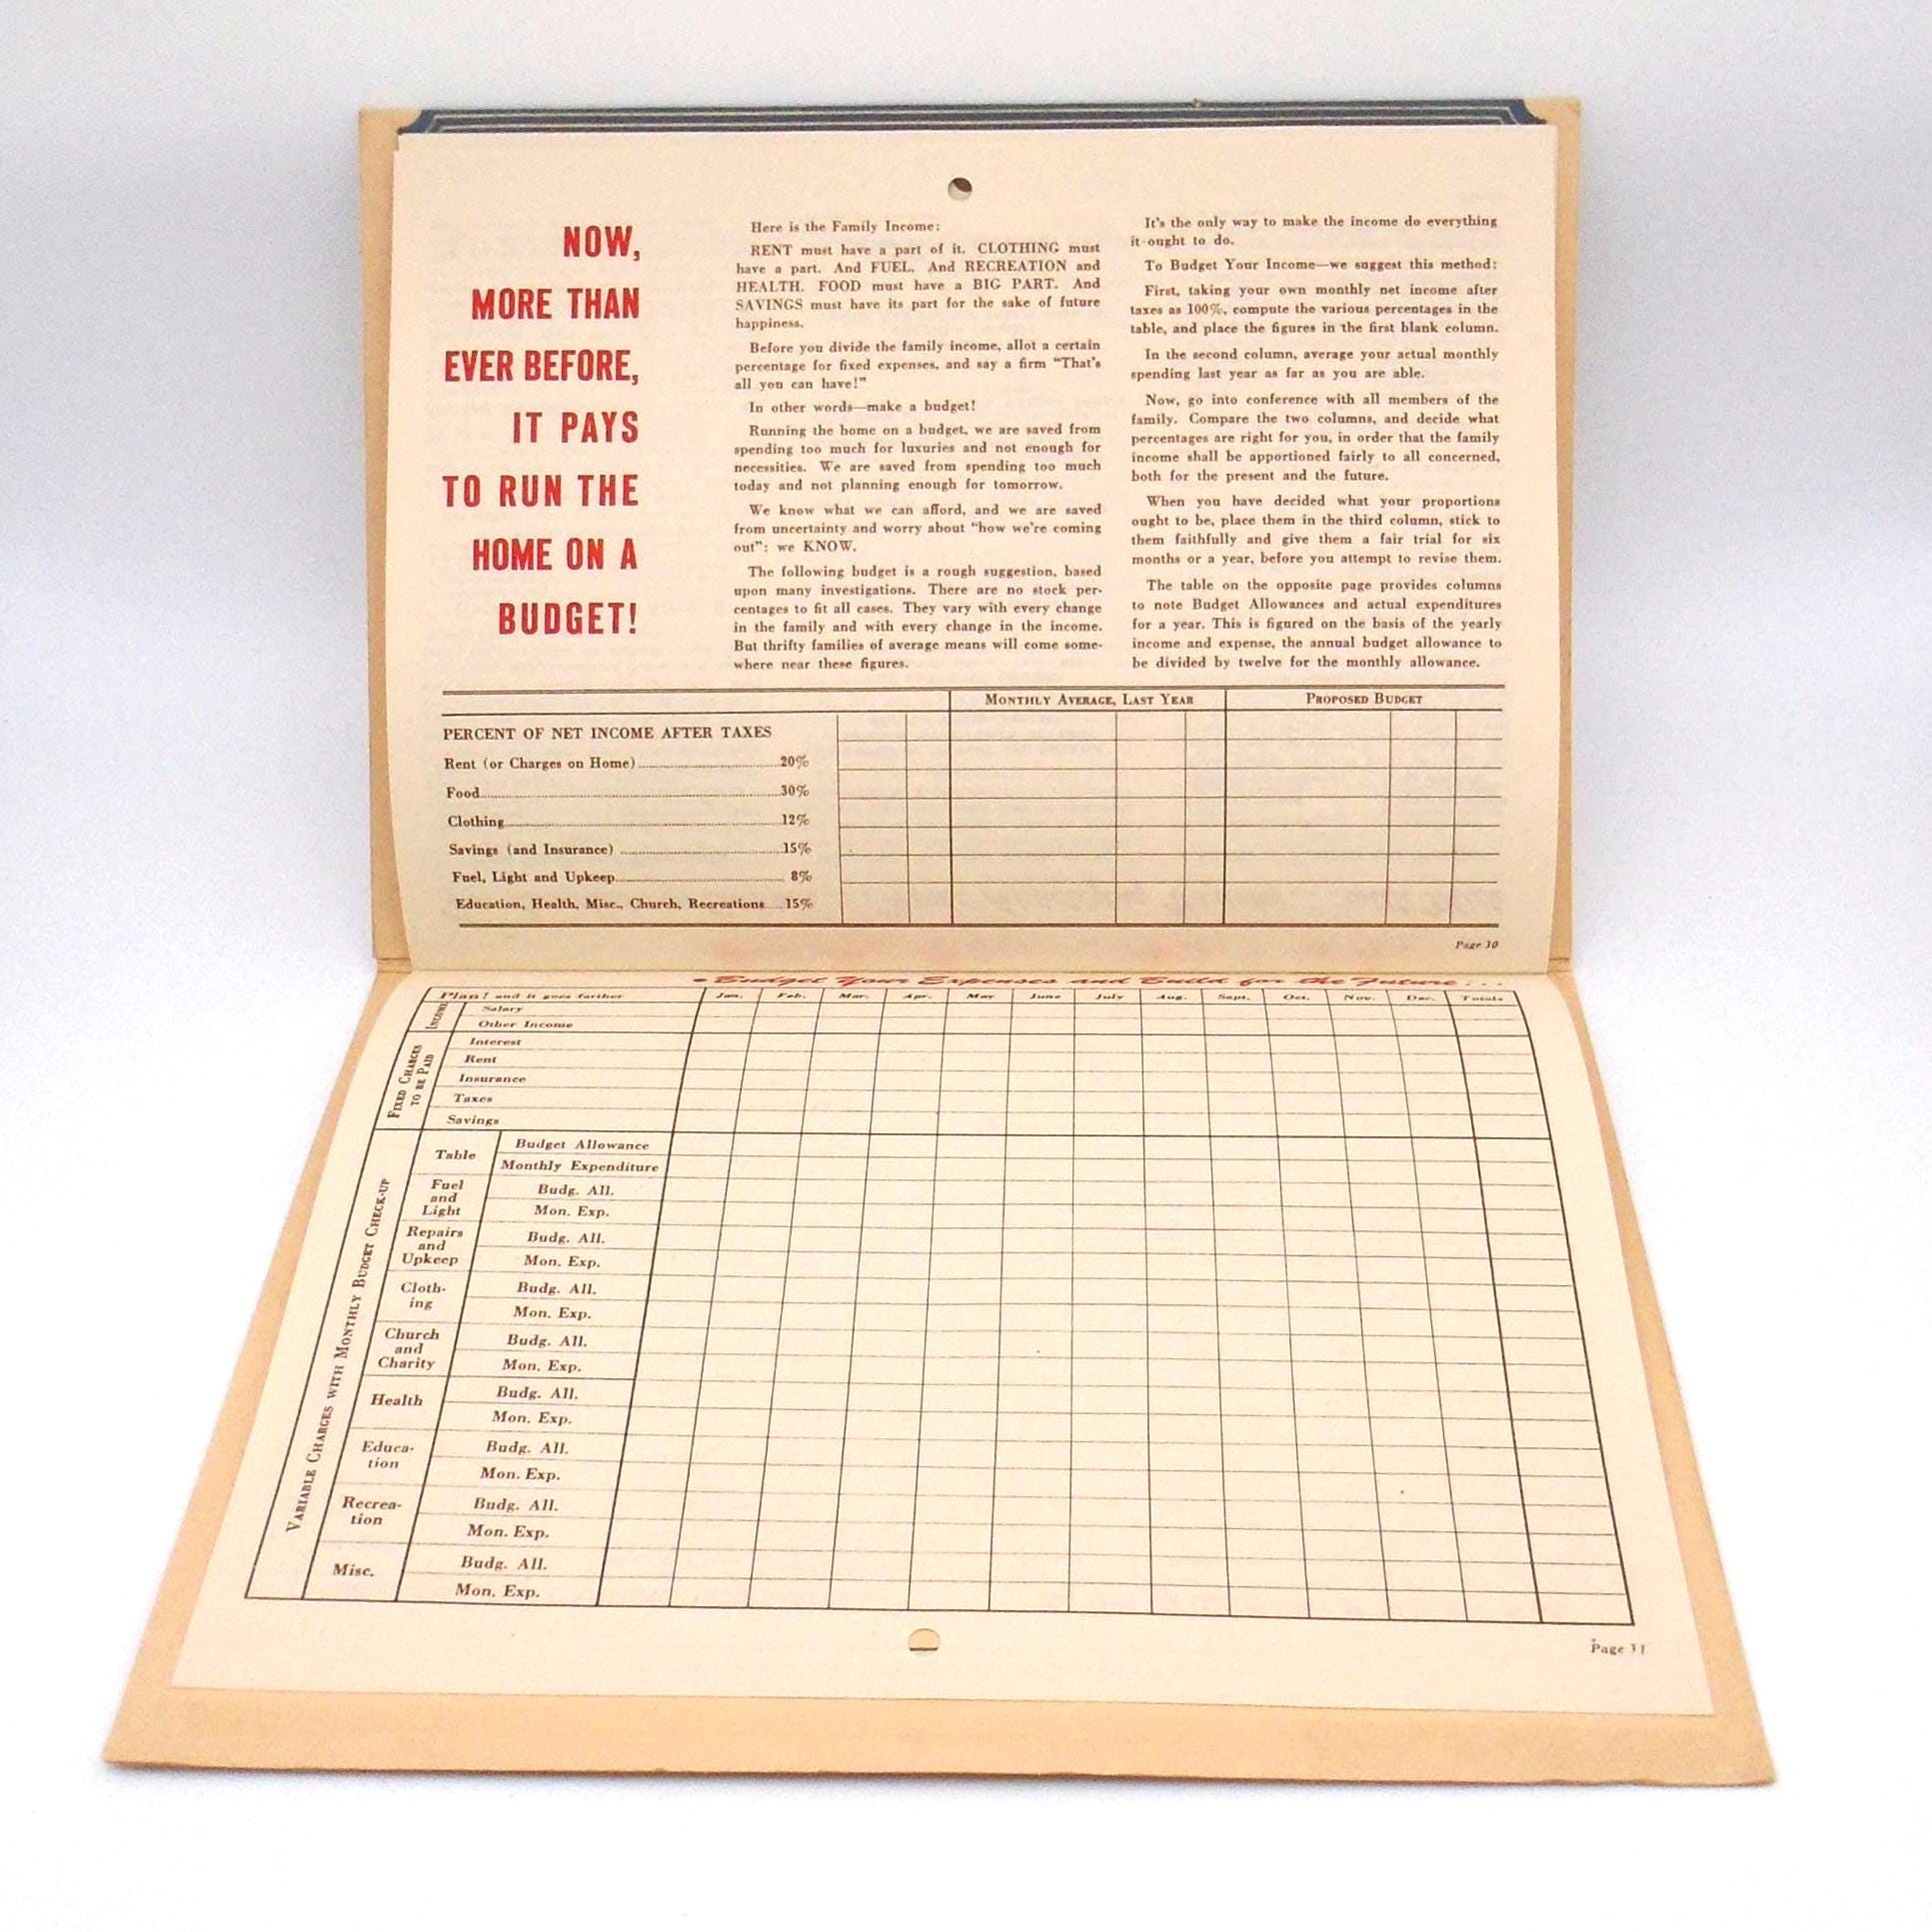 NOW,
MORE THAN
EVER BEFORE,
IT PAYS
TO RUN THE
HOME ON A
BUDGET!
Here is the Family Income:
RENT must have a part of it. CLOTHING must
have a part. And FUEL. And RECREATION and
HEALTH. FOOD must have a BIG PART. And
SAVINGS must have its part for the sake of future
happiness.
Before you divide the family income, allot a certain
percentage for fixed expenses, and say a firm “That's
all you can have!”
In other words—make a budget!
Running the home on a budget, we are saved from
spending too much for luxuries and not enough for
necessities. We are saved from spending too much
today and not planning enough for tomorrow.
We know what we can afford, and we are saved
from uncertainty and worry about “how we're coming
out”: we KNOW.
The following budget is a rough suggestion, based
upon many investigations. There are no stock per-
centages to fit all cases. They vary with every change
in the family and with every change in the income.
But thrifty families of average means will come some-
where near these figures.
It's the only way to make the income do everything
it ought to do.
To Budget Your Income—we suggest this method:
First, taking your own monthly net income after
taxes as 100%, compute the various percentages in the
table, and place the figures in the first blank column.
In the second column, average your actual monthly
spending last year as far as you are able.
Now, go into conference with all members of the
family. Compare the two columns, and decide what
percentages are right for you, in order that the family
income shall be apportioned fairly to all concerned,
both for the present and the future.
When you have decided what your proportions
ought to be, place them in the third column, stick to
them faithfully and give them a fair trial for six
months or a year, before you attempt to revise them.
The table on the opposite page provides columns
to note Budget Allowances and actual expenditures
for a year. This is figured on the basis of the yearly
income and expense, the annual budget allowance to
be divided by twelve for the monthly allowance.
MONTHLY AVERAGE, LAST YEAR PROPOSED BUDGET
PERCENT OF NET INCOME AFTER TAXES
Rent (or Charges on Home) 20%
Food 30%
Clothing 12%
Savings (and Insurance) 15%
Fuel, Light and Upkeep 8%
Education, Health, Misc., Church, Recreations 15%
Page 30
Budget Your Expenses and Build for the Future . . .
Plan! and it goes farther Jan. Feb. Mar. Apr. May June July Aug. Sept. Oct. Nov. Dec. Totals
INCOME
Salary
Other Income
FIXED CHARGES
TO BE PAID
Interest
Rent
Insurance
Taxes
Savings
VARIABLE CHARGES WITH MONTHLY BUDGET CHECK-UP
Table
Budget Allowance
Monthly Expenditure
Fuel
and
Light
Budg. All.
Mon. Exp.
Repairs
and
Upkeep
Budg. All.
Mon. Exp.
Cloth-
ing
Budg. All.
Mon. Exp.
Church
and
Charity
Budg. All.
Mon. Exp.
Health
Budg. All.
Mon. Exp.
Educa-
tion
Budg. All.
Mon. Exp.
Recrea-
tion
Budg. All.
Mon. Exp.
Misc.
Budg. All.
Mon. Exp.
Page 31